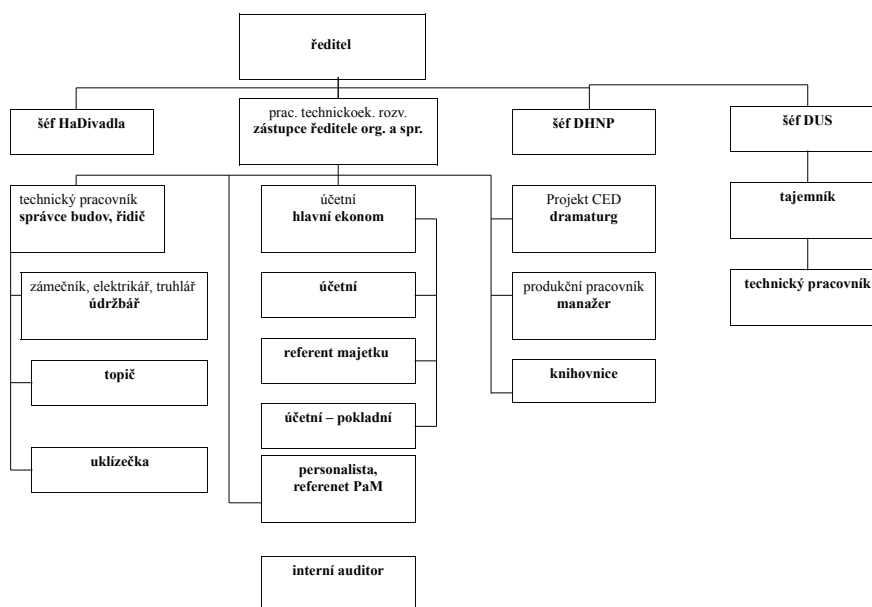 ředitel
šéf HaDivadla
prac. technickoek. rozv.
zástupce ředitele org. a spr.
šéf DHNP
šéf DUS
technický pracovník
správce budov, řidič
účetní
hlavní ekonom
Projekt CED
dramaturg
tajemník
zámečník, elektrikář, truhlář
údržbář
účetní
produkční pracovník
manažer
technický pracovník
topič
referent majetku
knihovnice
účetní – pokladní
uklízečka
personalista,
referenet PaM
interní auditor